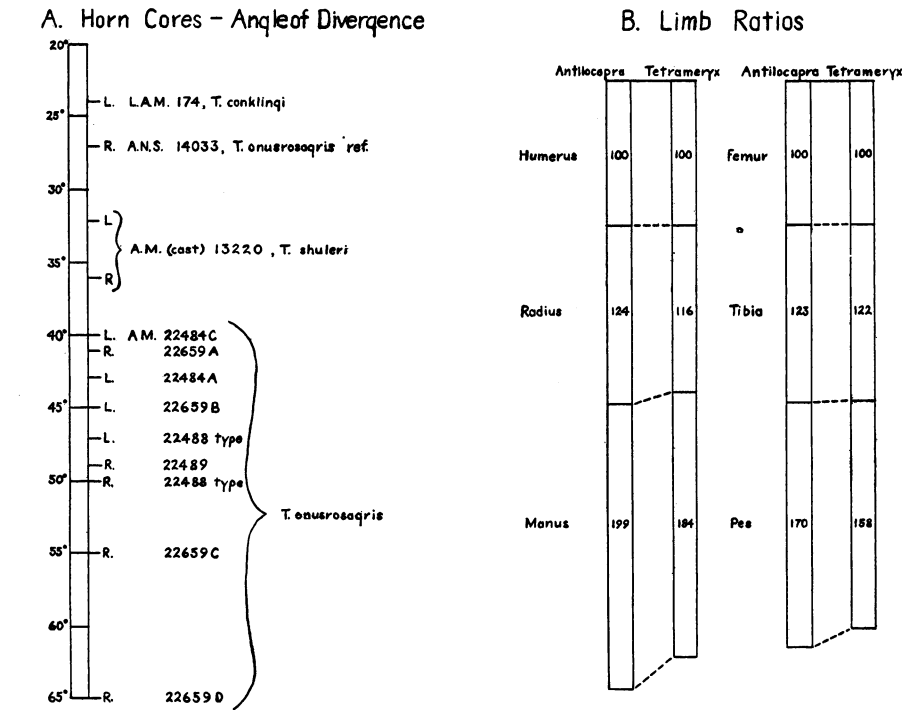 A. Horn Cores – Angle of Divergence
20°
L. L.A.M. 174, T. conklingi
25°
R. A.N.S. 14033, T. onusrosagris ref.
30°
L
A.M. (cast) 13220, T. shuleri
35°
R
40° L. A.M. 22484C
R. 22659A
L. 22484A
45° L. 22659B
L. 22488 type
R. 22489
50° R. 22488 type
T. onusrosagris
55° R. 22659C
60°
65° R. 22659D
B. Limb Ratios
Antilocapra Tetrameryx Antilocapra Tetrameryx
Humerus 100 100 Femur 100 100
Radius 124 116 Tibia 123 122
Manus 199 184 Pes 170 158